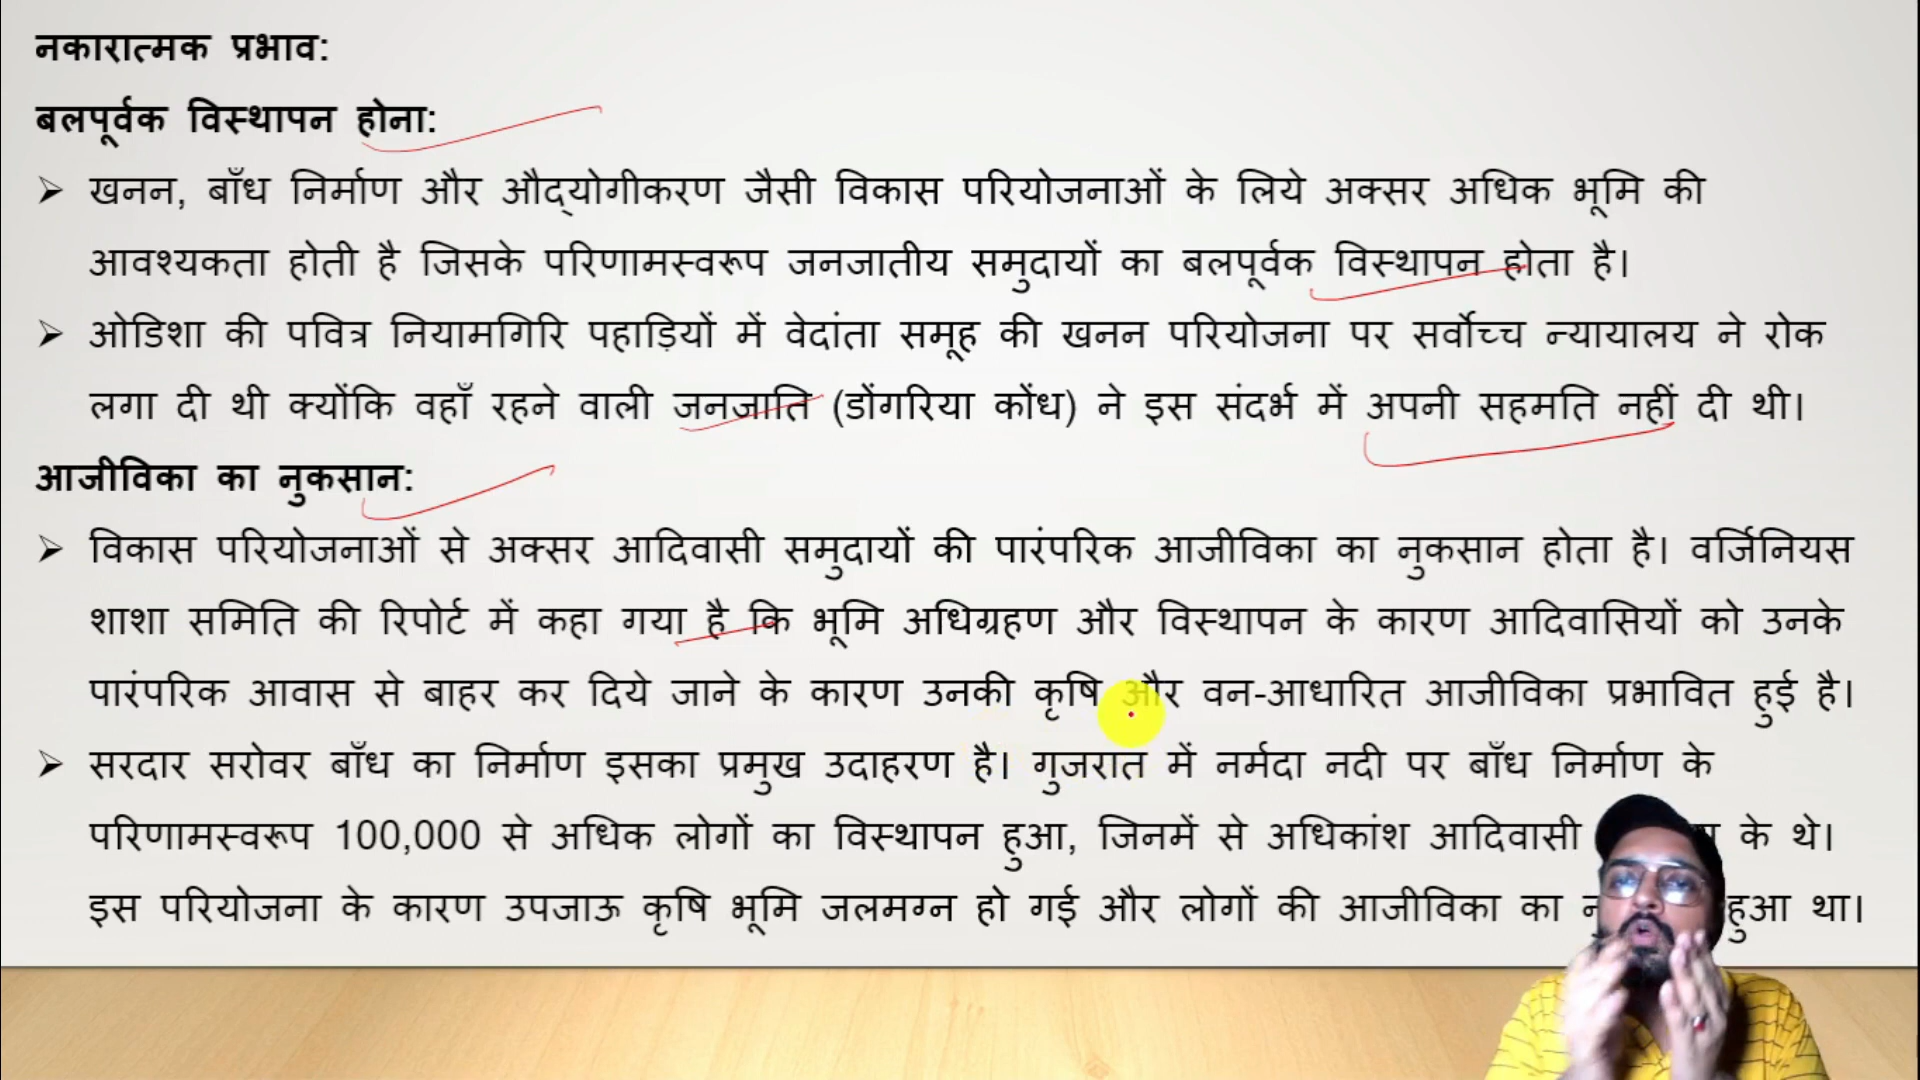 नकारात्मक प्रभाव:
बलपूर्वक विस्थापन होना:
➢ खनन, बाँध निर्माण और औद्योगीकरण जैसी विकास परियोजनाओं के लिये अक्सर अधिक भूमि की
आवश्यकता होती है जिसके परिणामस्वरूप जनजातीय समुदायों का बलपूर्वक विस्थापन होता है।
➢ ओडिशा की पवित्र नियामगिरि पहाड़ियों में वेदांता समूह की खनन परियोजना पर सर्वोच्च न्यायालय ने रोक
लगा दी थी क्योंकि वहाँ रहने वाली जनजाति (डोंगरिया कोंध) ने इस संदर्भ में अपनी सहमति नहीं दी थी।
आजीविका का नुकसान:
➢ विकास परियोजनाओं से अक्सर आदिवासी समुदायों की पारंपरिक आजीविका का नुकसान होता है। वर्जिनियस
शाशा समिति की रिपोर्ट में कहा गया है कि भूमि अधिग्रहण और विस्थापन के कारण आदिवासियों को उनके
पारंपरिक आवास से बाहर कर दिये जाने के कारण उनकी कृषि और वन-आधारित आजीविका प्रभावित हुई है।
➢ सरदार सरोवर बाँध का निर्माण इसका प्रमुख उदाहरण है। गुजरात में नर्मदा नदी पर बाँध निर्माण के
परिणामस्वरूप 100,000 से अधिक लोगों का विस्थापन हुआ, जिनमें से अधिकांश आदिवासी के थे।
इस परियोजना के कारण उपजाऊ कृषि भूमि जलमग्न हो गई और लोगों की आजीविका का हुआ था।